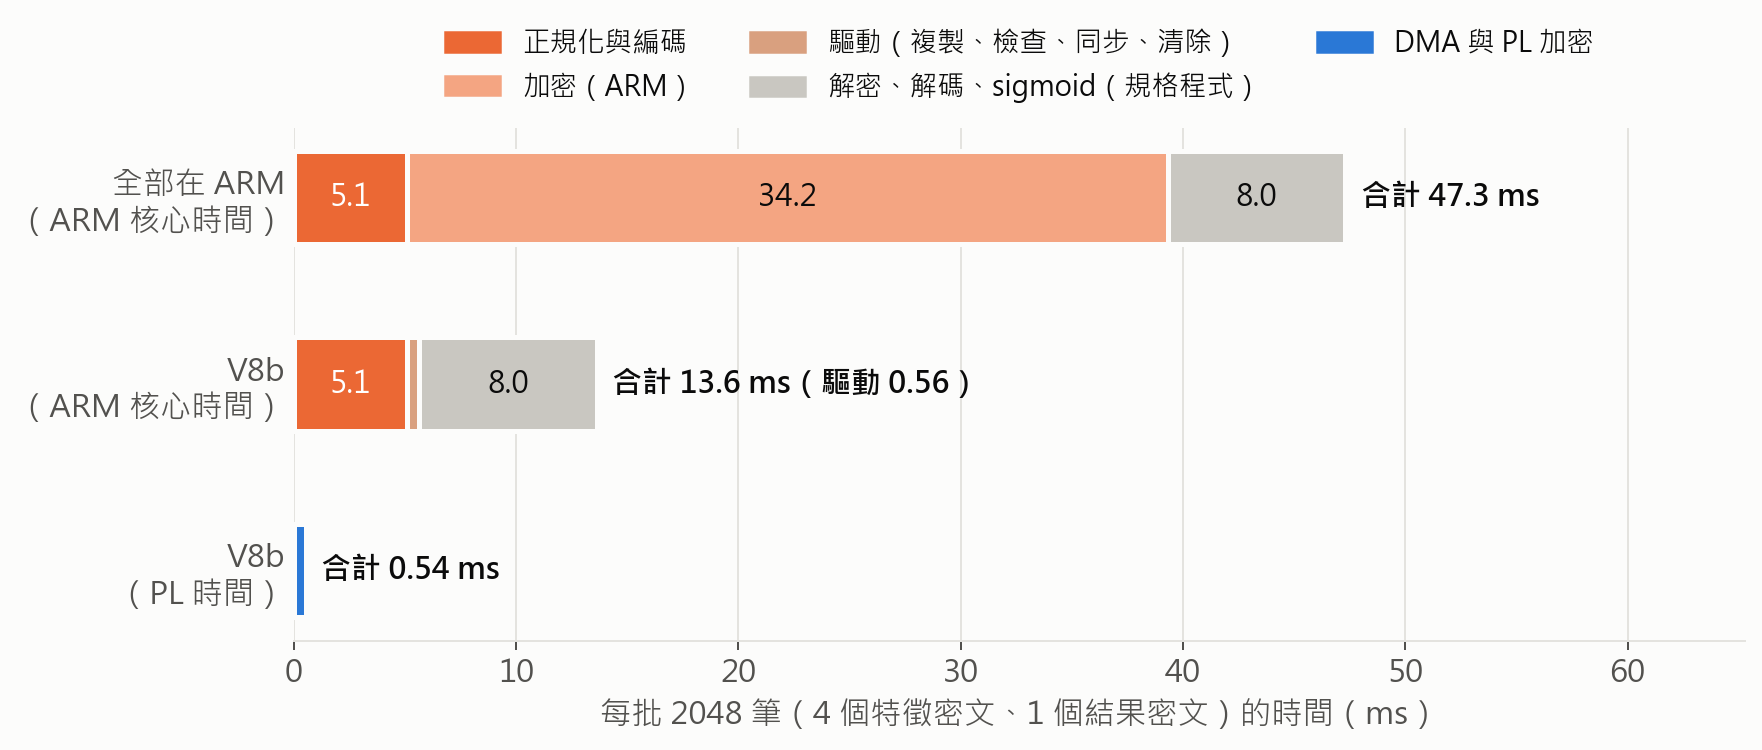 正規化與編碼
驅動（複製、檢查、同步、清除）
DMA 與 PL 加密
加密（ARM）
解密、解碼、sigmoid（規格程式）
全部在 ARM
（ARM 核心時間）
5.1
34.2
8.0
合計 47.3 ms
V8b
（ARM 核心時間）
5.1
8.0
合計 13.6 ms（驅動 0.56）
V8b
（PL 時間）
合計 0.54 ms
0 10 20 30 40 50 60
每批 2048 筆（4 個特徵密文、1 個結果密文）的時間（ms）